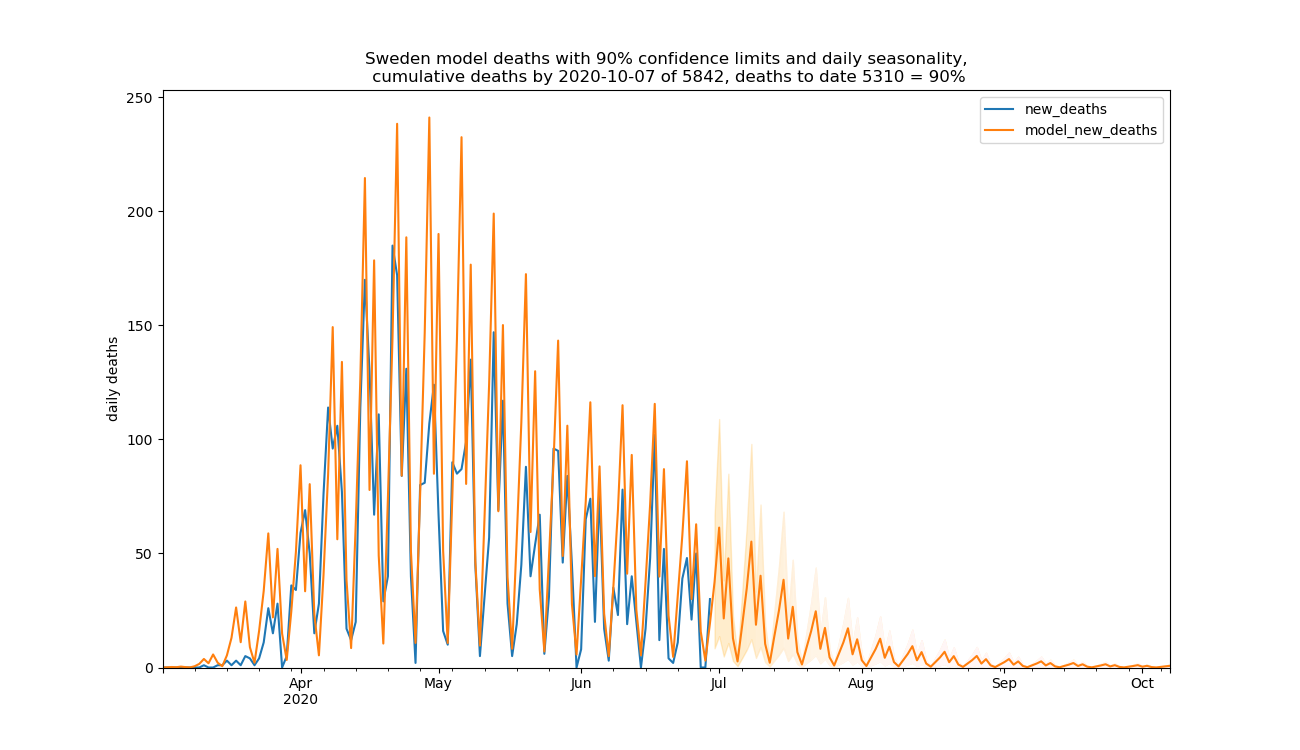 Sweden model deaths with 90% confidence limits and daily seasonality,
cumulative deaths by 2020-10-07 of 5842, deaths to date 5310 = 90%
new_deaths
model_new_deaths
daily deaths
250
200
150
100
50
0
Apr
2020
May
Jun
Jul
Aug
Sep
Oct